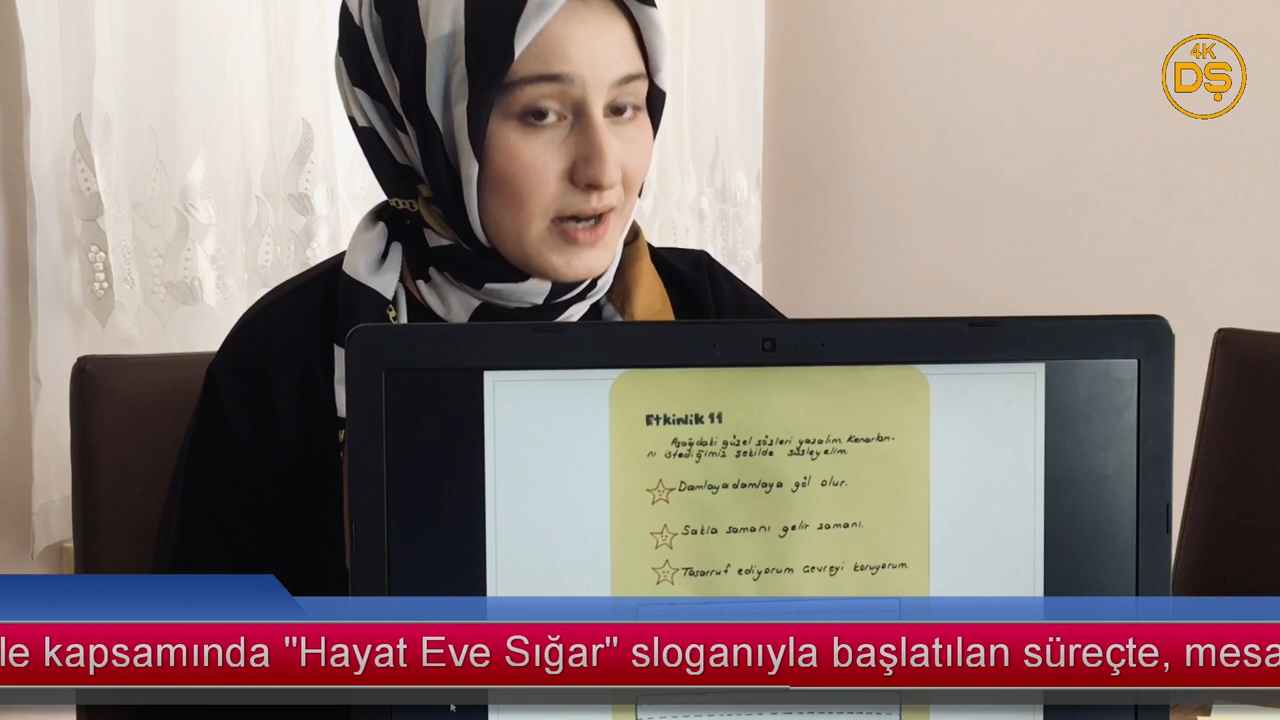 4K
DŞ
Etkinlik 11
Aşağıdaki güzel sözleri yazalım. Kenarları-
nı istediğimiz şekilde süsleyelim.
Damlaya damlaya göl olur.
Sakla samanı gelir zamanı.
Tasarruf ediyorum çevreyi koruyorum.
le kapsamında "Hayat Eve Sığar" sloganıyla başlatılan süreçte, mesa